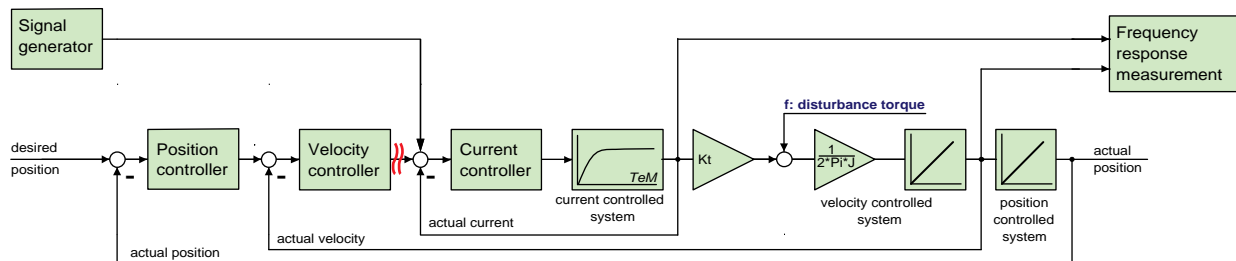 Signal
generator
Frequency
response
measurement
f: disturbance torque
desired
position
Position
controller
Velocity
controller
Current
controller
TeM
current controlled
system
Kt
1
2*Pi*J
velocity controlled
system
position
controlled
system
actual
position
-
-
-
actual current
actual velocity
actual position